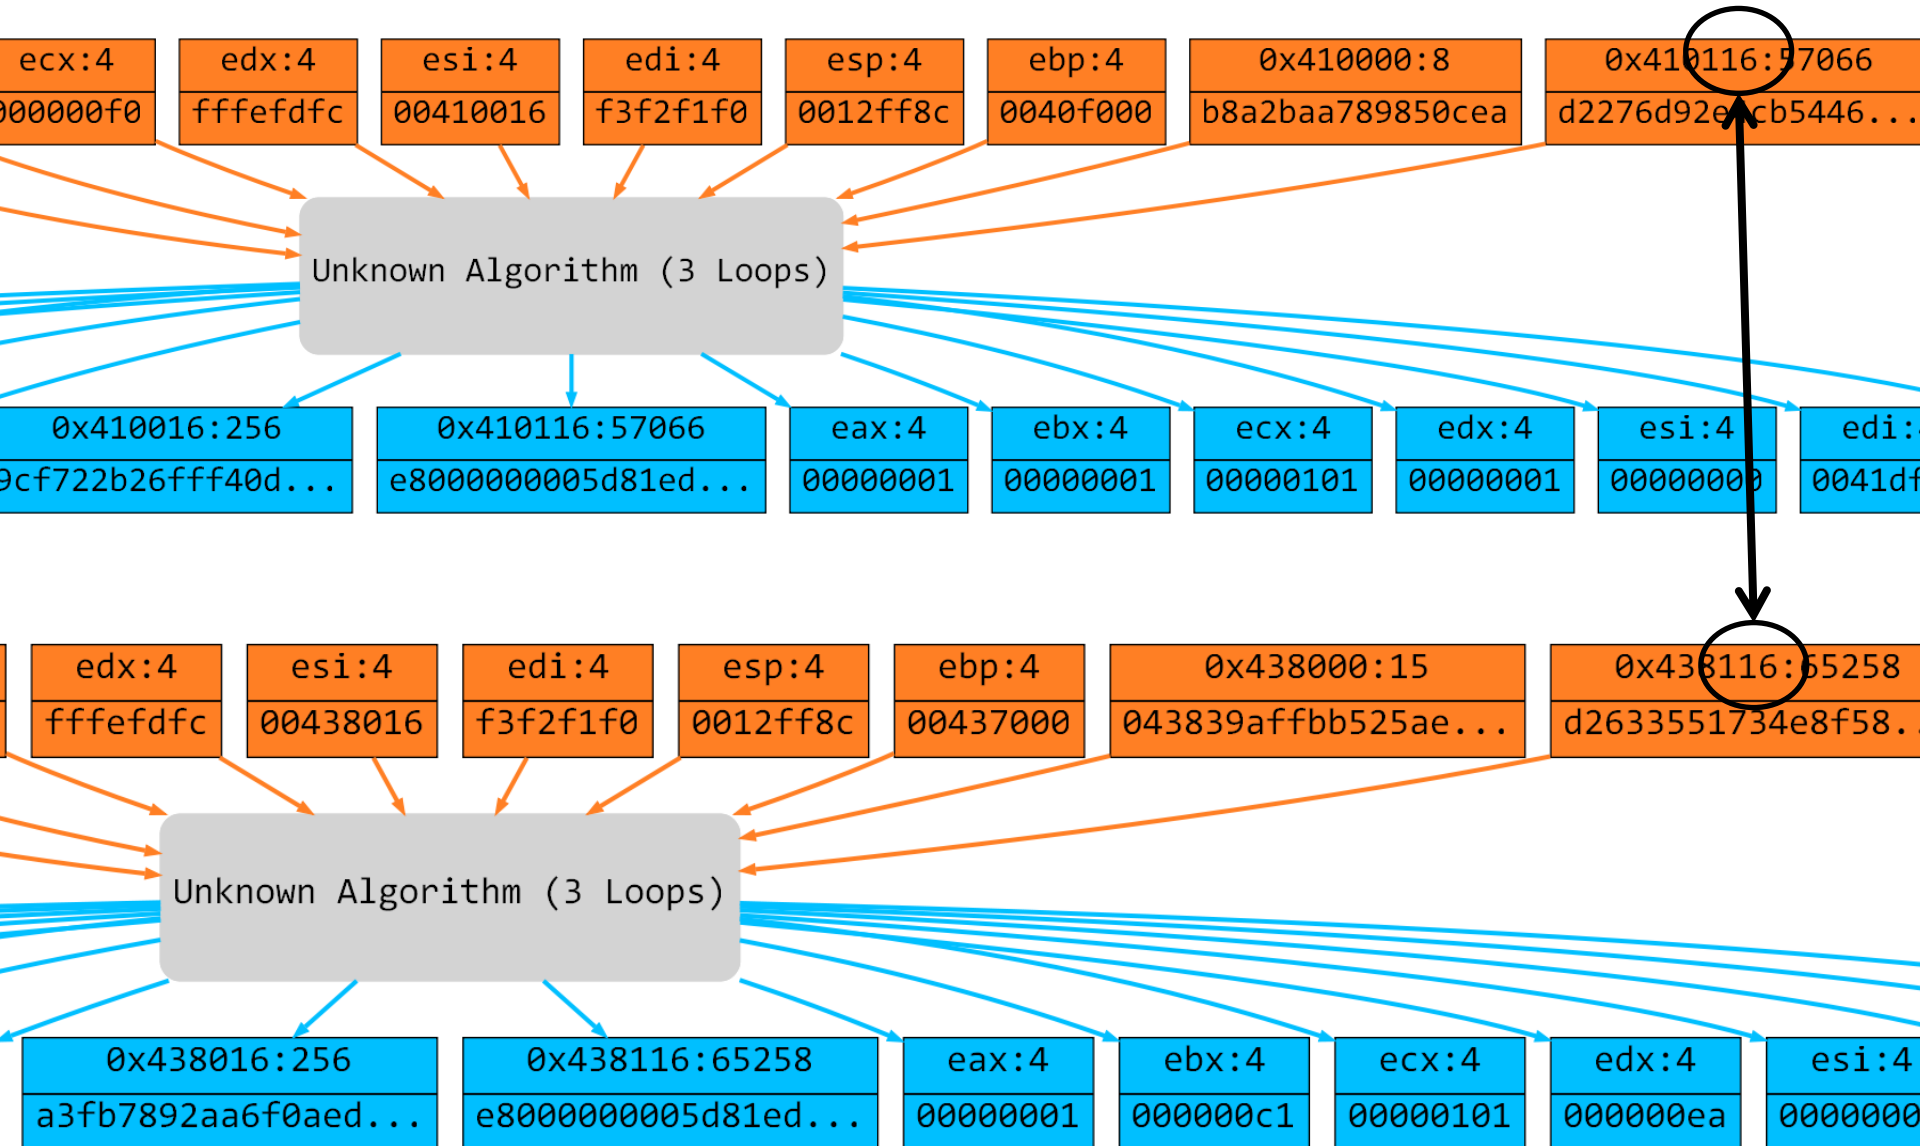 ecx:4 edx:4 esi:4 edi:4 esp:4 ebp:4 0x410000:8 0x410116:57066
000000f0 fffefdfc 00410016 f3f2f1f0 0012ff8c 0040f000 b8a2baa789850cea
Unknown Algorithm (3 Loops)
0x410016:256 0x410116:57066 eax:4 ebx:4 ecx:4 edx:4 esi:4
9cf722b26fff40d... e8000000005d81ed... 00000001 00000001 00000101 00000001 00000000 0041df
edx:4 esi:4 edi:4 esp:4 ebp:4 0x438000:15 0x438116:65258
fffefdfc 00438016 f3f2f1f0 0012ff8c 00437000 043839affbb525ae... d2633551734e8f58..
Unknown Algorithm (3 Loops)
0x438016:256 0x438116:65258 eax:4 ebx:4 ecx:4 edx:4 esi:4
a3fb7892aa6f0aed... e8000000005d81ed... 00000001 000000c1 00000101 000000ea 0000000